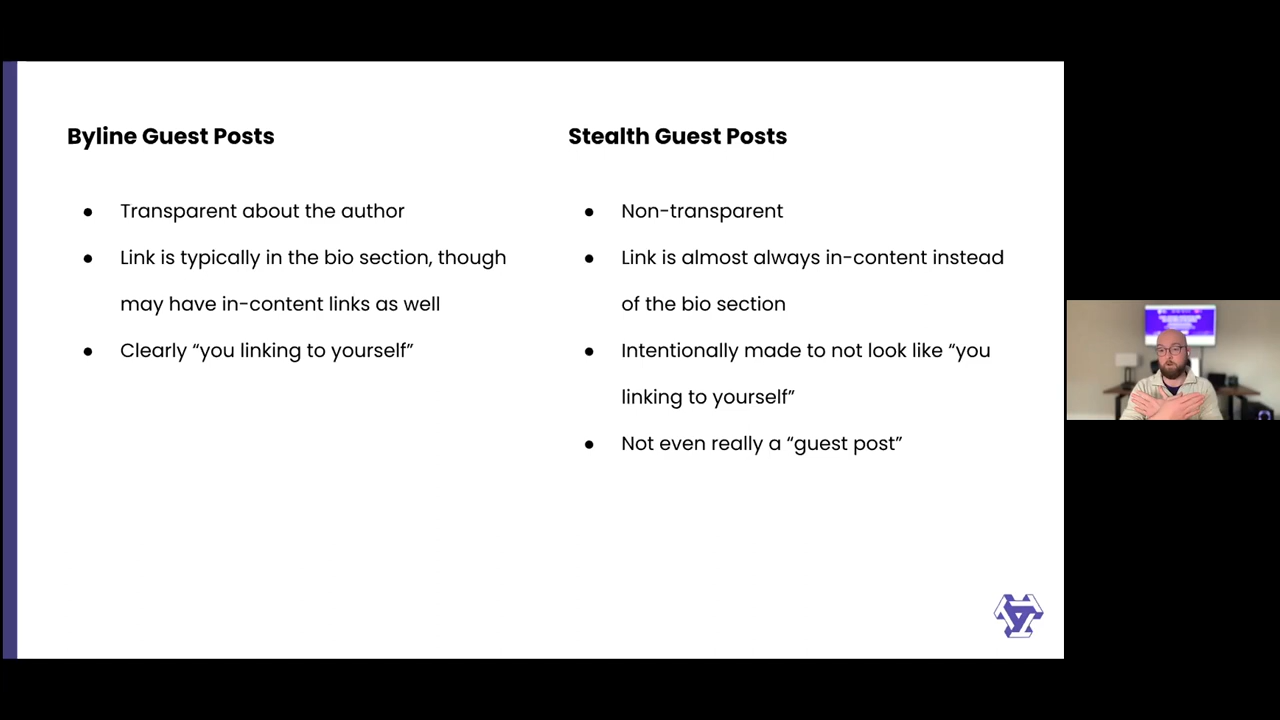 Byline Guest Posts
● Transparent about the author
● Link is typically in the bio section, though
may have in-content links as well
● Clearly “you linking to yourself”
Stealth Guest Posts
● Non-transparent
● Link is almost always in-content instead
of the bio section
● Intentionally made to not look like “you
linking to yourself”
● Not even really a “guest post”